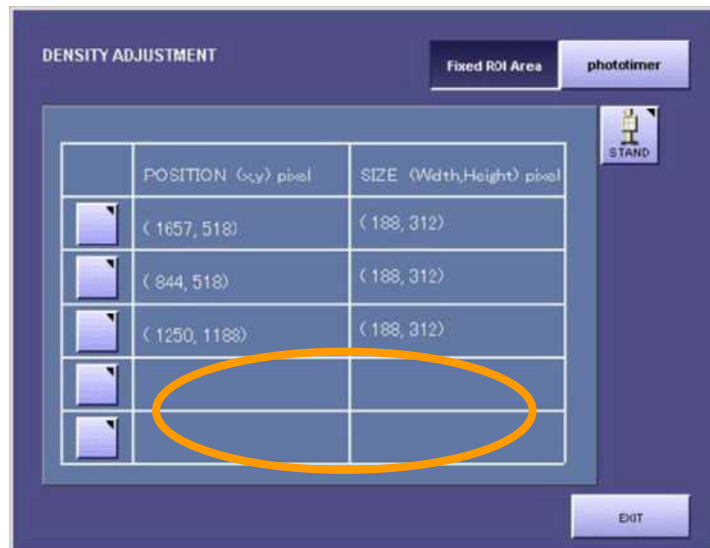 DENSITY ADJUSTMENT
Fixed ROI Area
phototimer
STAND
POSITION (x,y) pixel SIZE (Width,Height) pixel
( 1657, 518) ( 188, 312)
( 844, 518) ( 188, 312)
( 1250, 1188) ( 188, 312)
EXIT